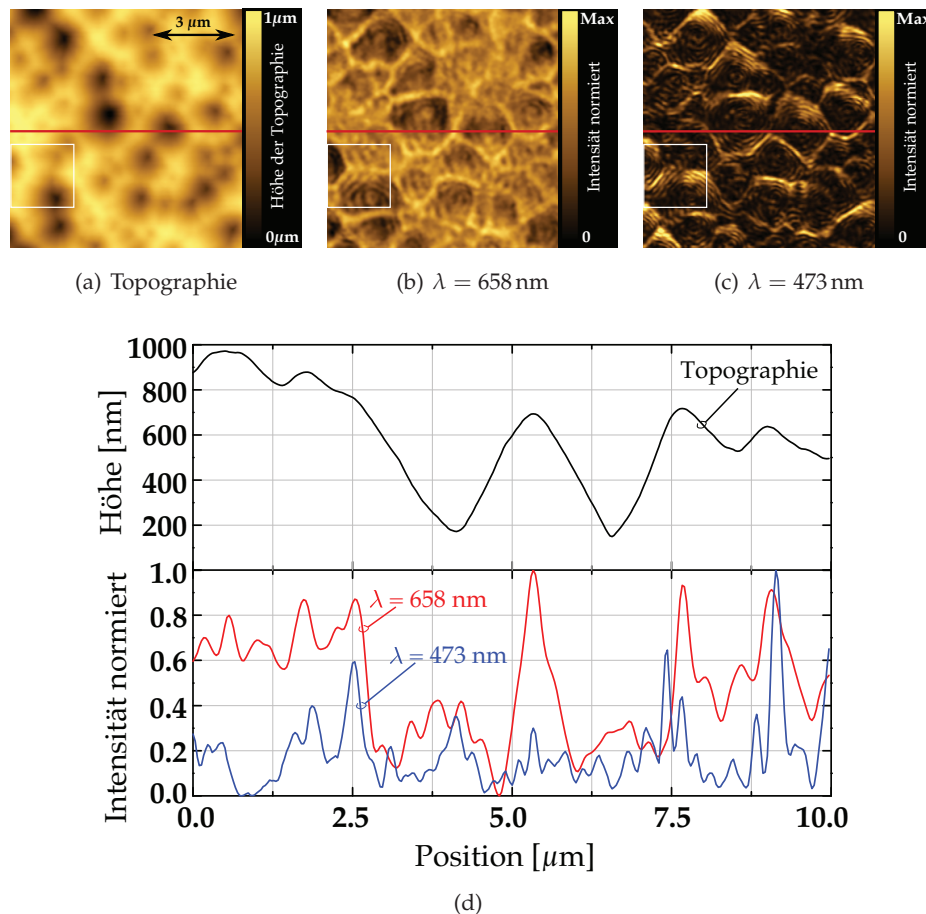 3 µm
1µm
Höhe der Topographie
0µm
Max
Intensiät normiert
0
Max
Intensiät normiert
0
(a) Topographie
(b) λ = 658 nm
(c) λ = 473 nm
1000
800
600
400
200
Höhe [nm]
Topographie
1.0
0.8
0.6
0.4
0.2
0.0
Intensität normiert
λ = 658 nm
λ = 473 nm
0.0
2.5
5.0
7.5
10.0
Position [µm]
(d)